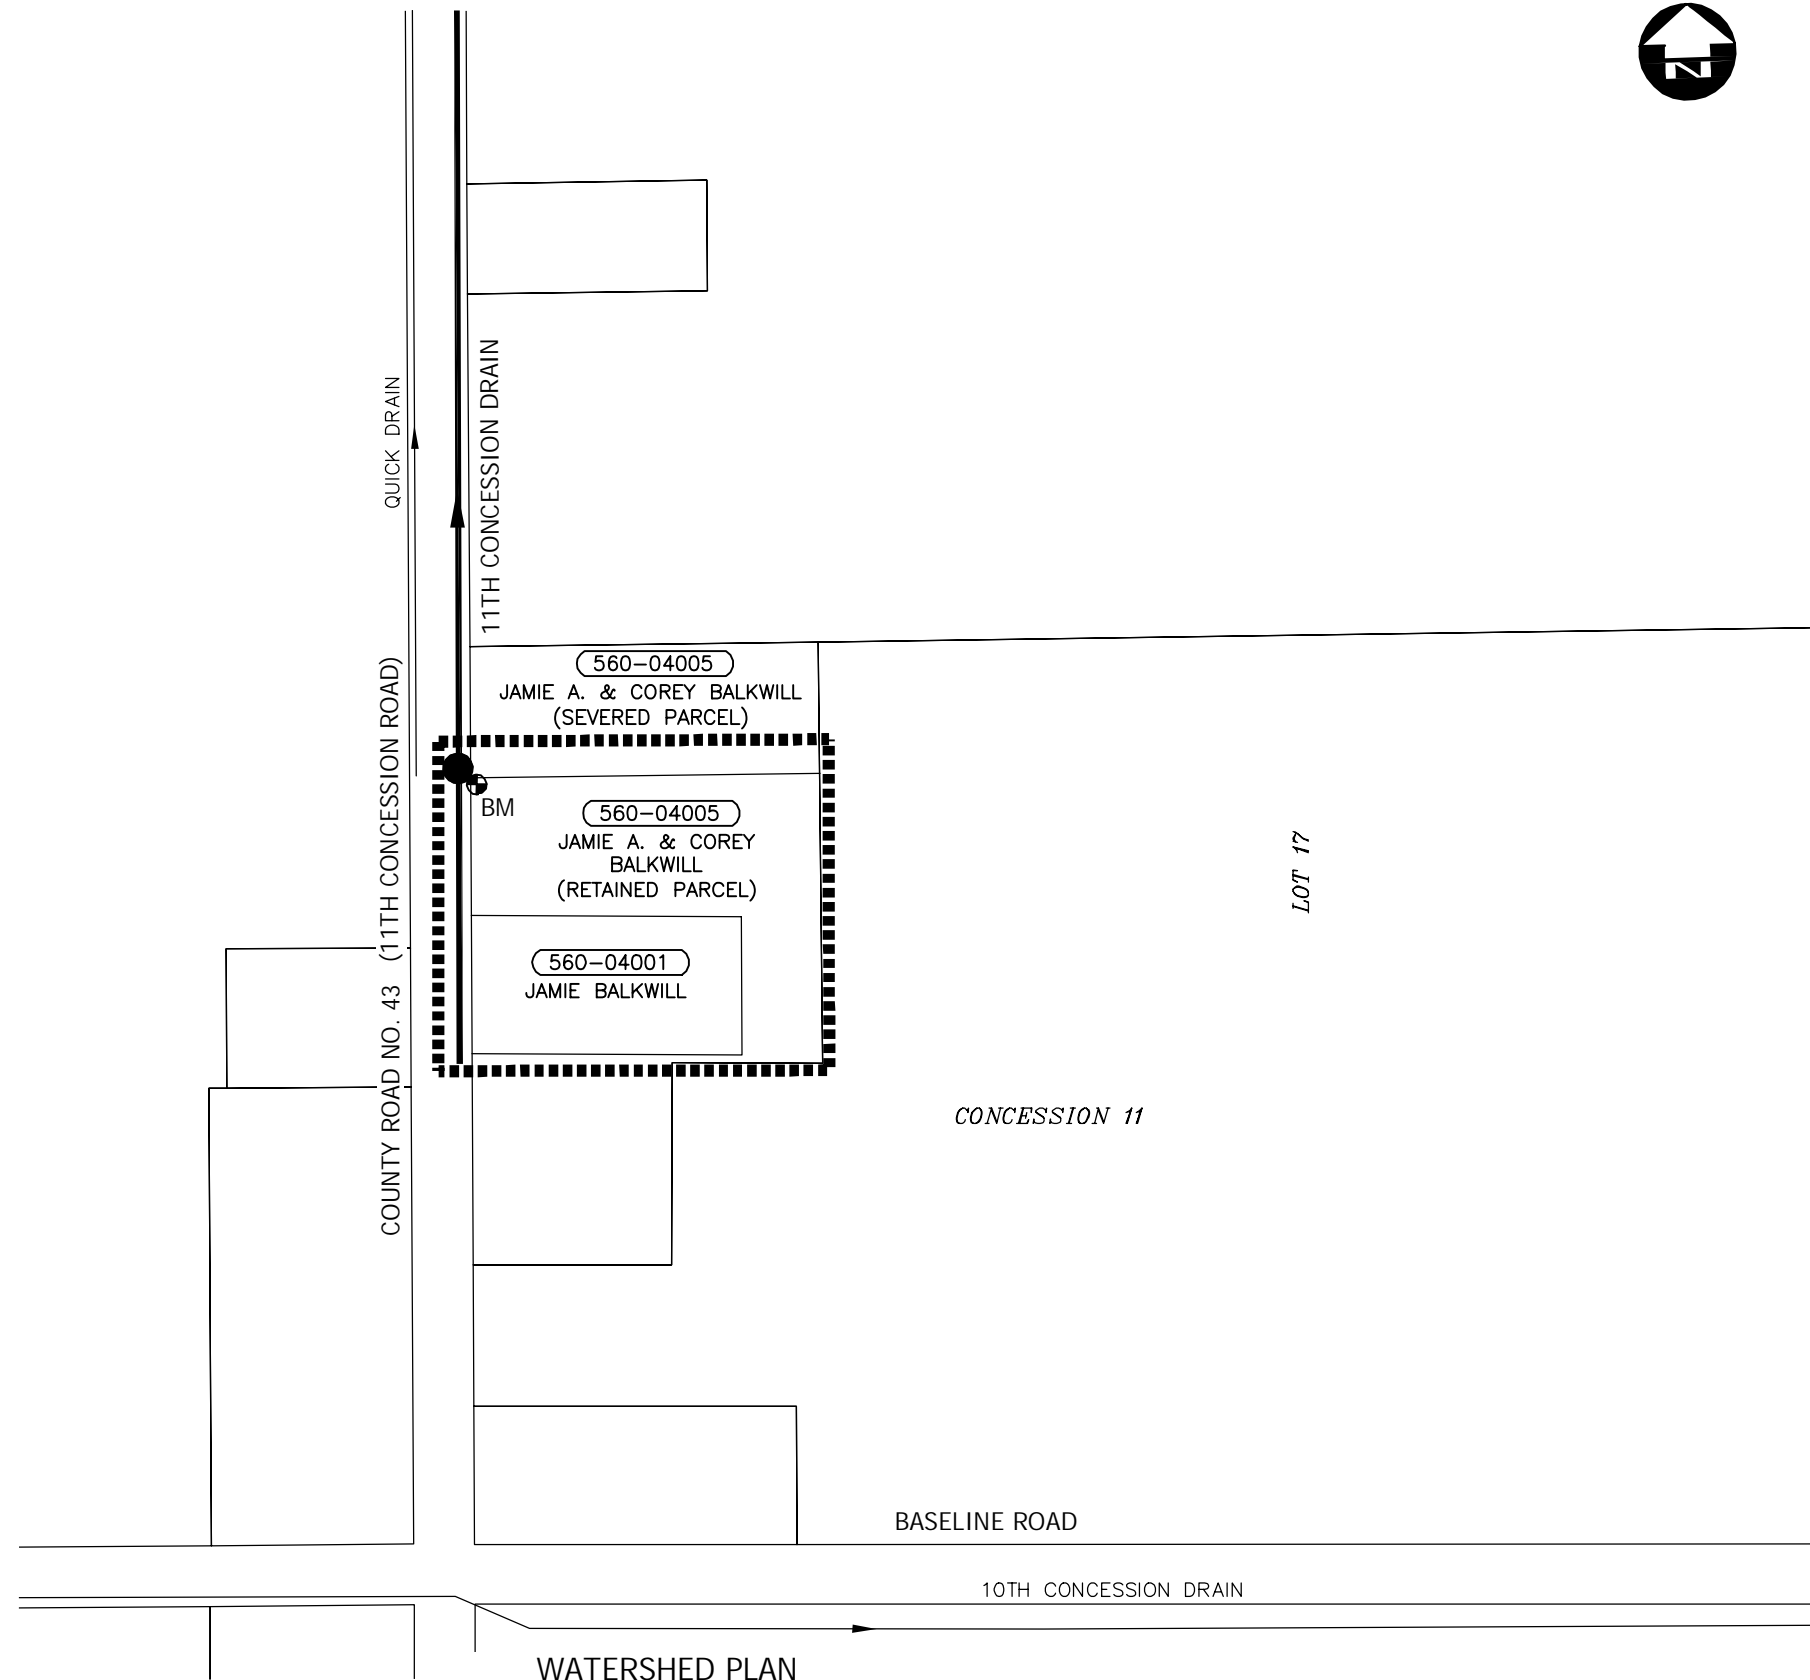 N
QUICK DRAIN
11TH CONCESSION DRAIN
560-04005
JAMIE A. & COREY BALKWILL
(SEVERED PARCEL)
COUNTY ROAD NO. 43 (11TH CONCESSION ROAD)
BM
560-04005
JAMIE A. & COREY
BALKWILL
(RETAINED PARCEL)
LOT 17
560-04001
JAMIE BALKWILL
CONCESSION 11
BASELINE ROAD
10TH CONCESSION DRAIN
WATERSHED PLAN